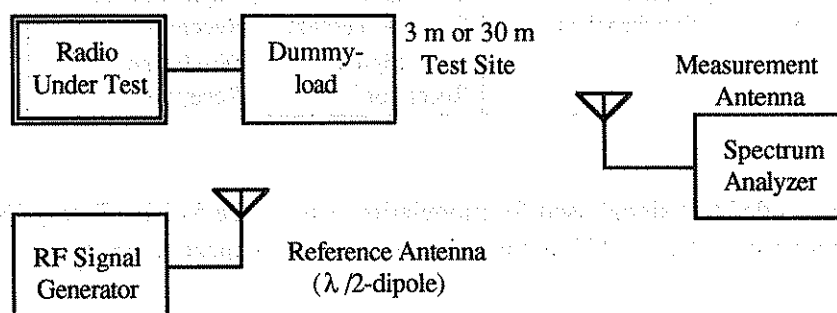 Radio
Under Test
Dummy-
load
3 m or 30 m
Test Site
Measurement
Antenna
Spectrum
Analyzer
RF Signal
Generator
Reference Antenna
(λ/2-dipole)